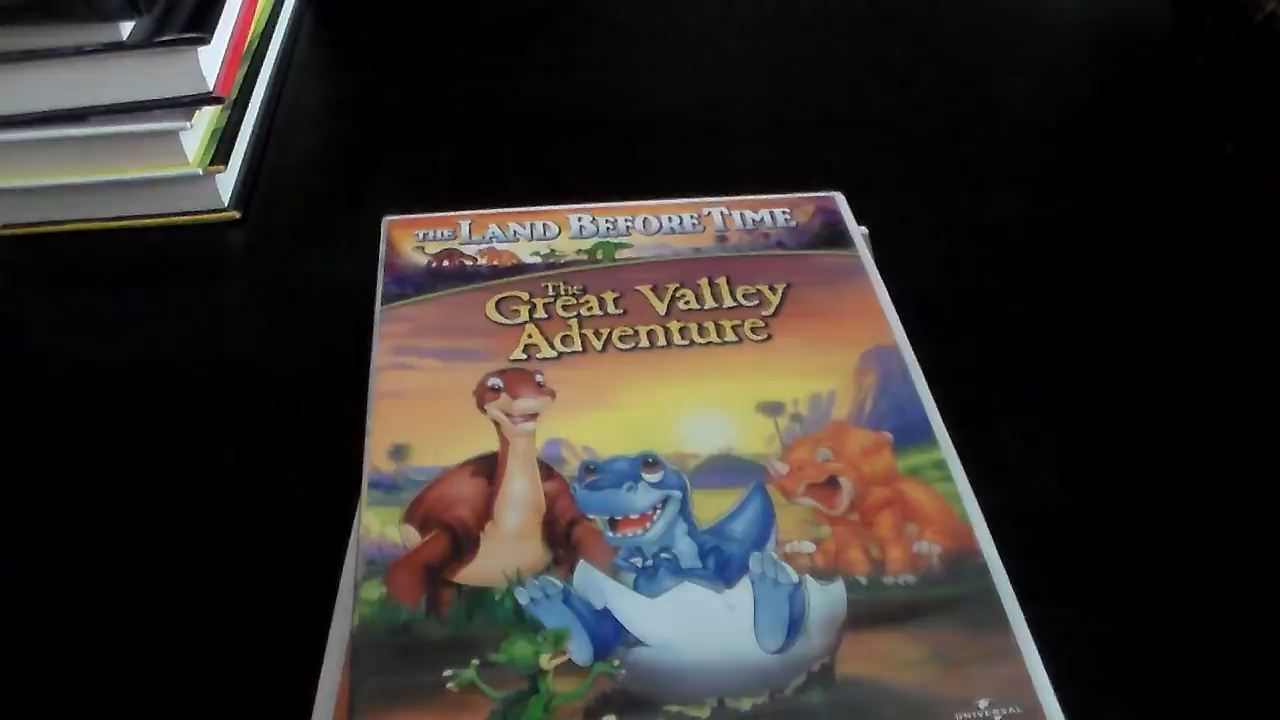 THE LAND BEFORE TIME
The
Great Valley
Adventure
UNIVERSAL